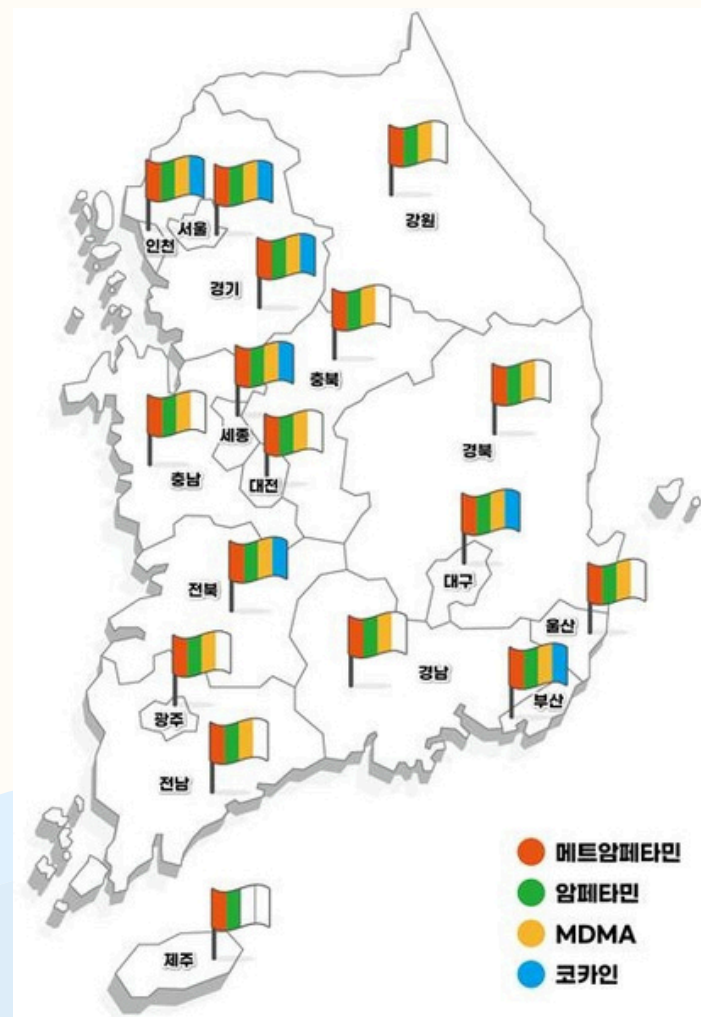 강원
서울
인천
경기
충북
세종
경북
충남
대전
대구
전북
울산
경남
부산
광주
전남
제주
메트암페타민
암페타민
MDMA
코카인